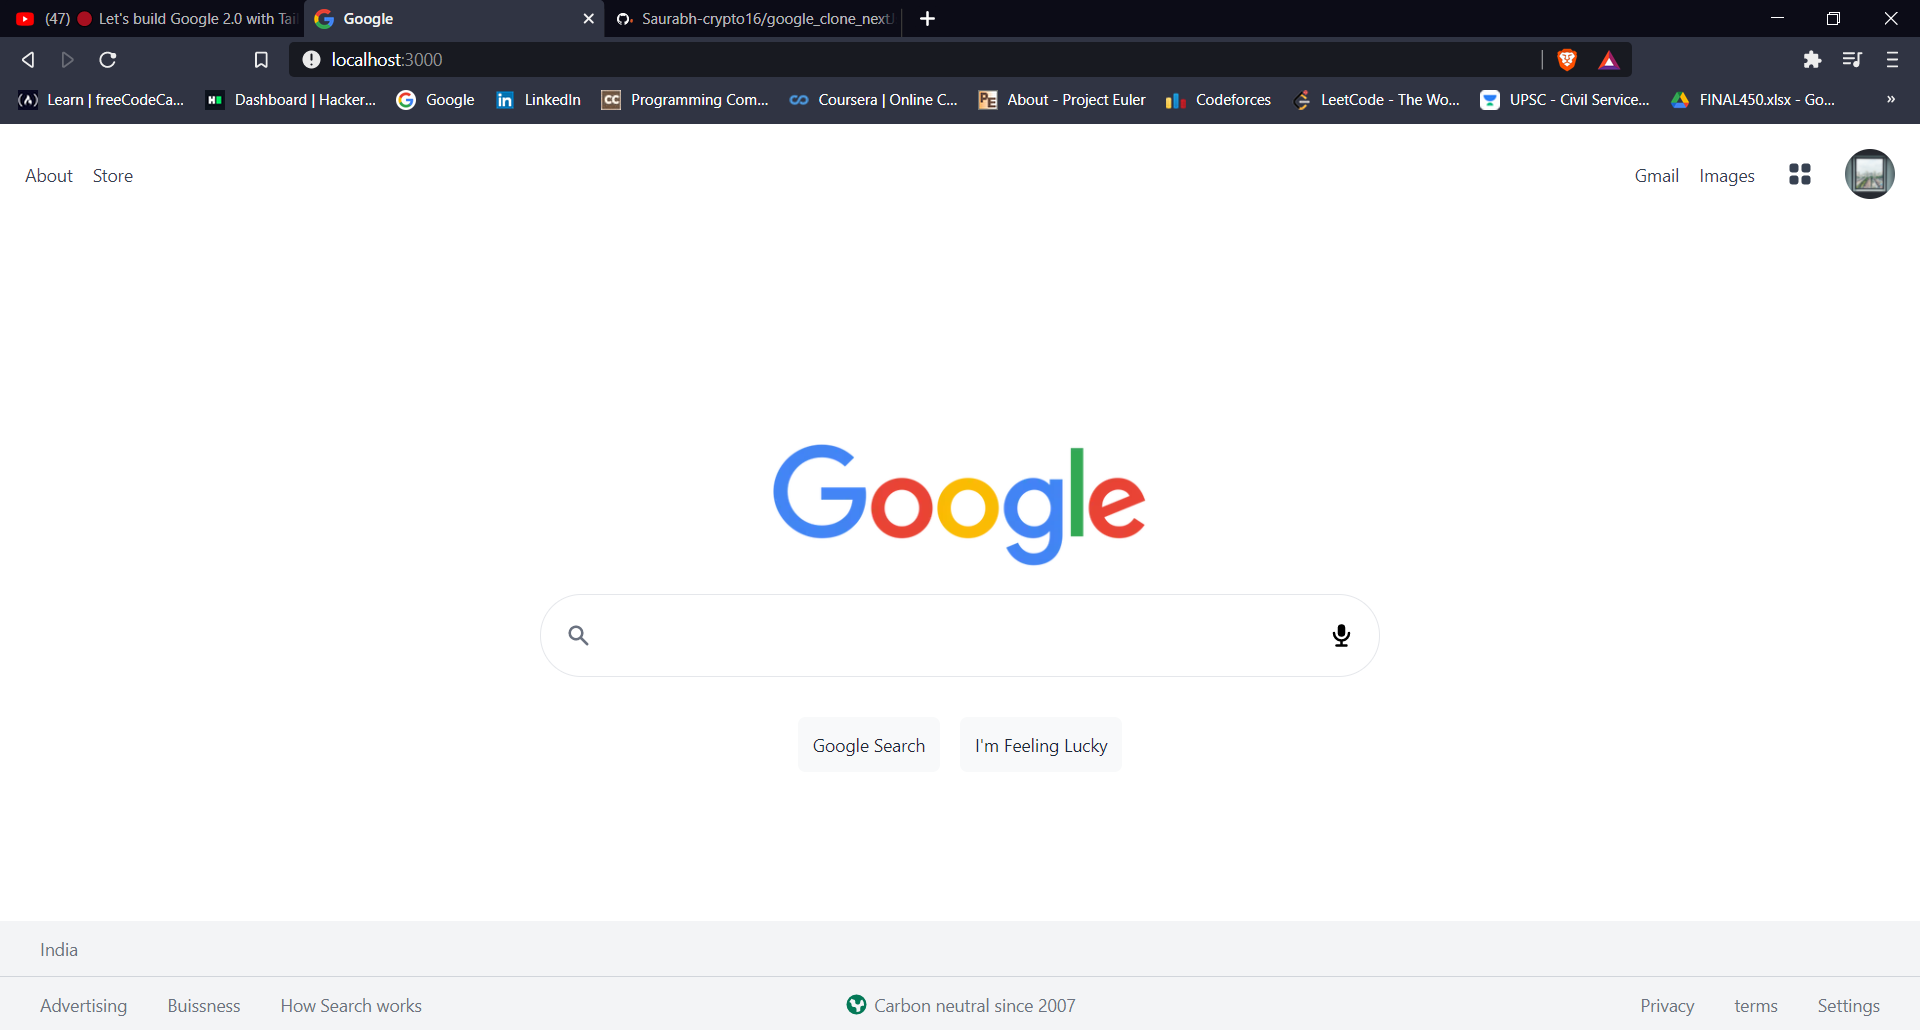 (47) Let's build Google 2.0 with Tail
Google
Saurabh-crypto16/google_clone_nextJ
localhost:3000
Learn | freeCodeCa...
Dashboard | Hacker...
Google
LinkedIn
Programming Com...
Coursera | Online C...
About - Project Euler
Codeforces
LeetCode - The Wo...
UPSC - Civil Service...
FINAL450.xlsx - Go...
»
About Store
Gmail Images
Google
Google Search
I'm Feeling Lucky
India
Advertising Buissness How Search works
Carbon neutral since 2007
Privacy terms Settings